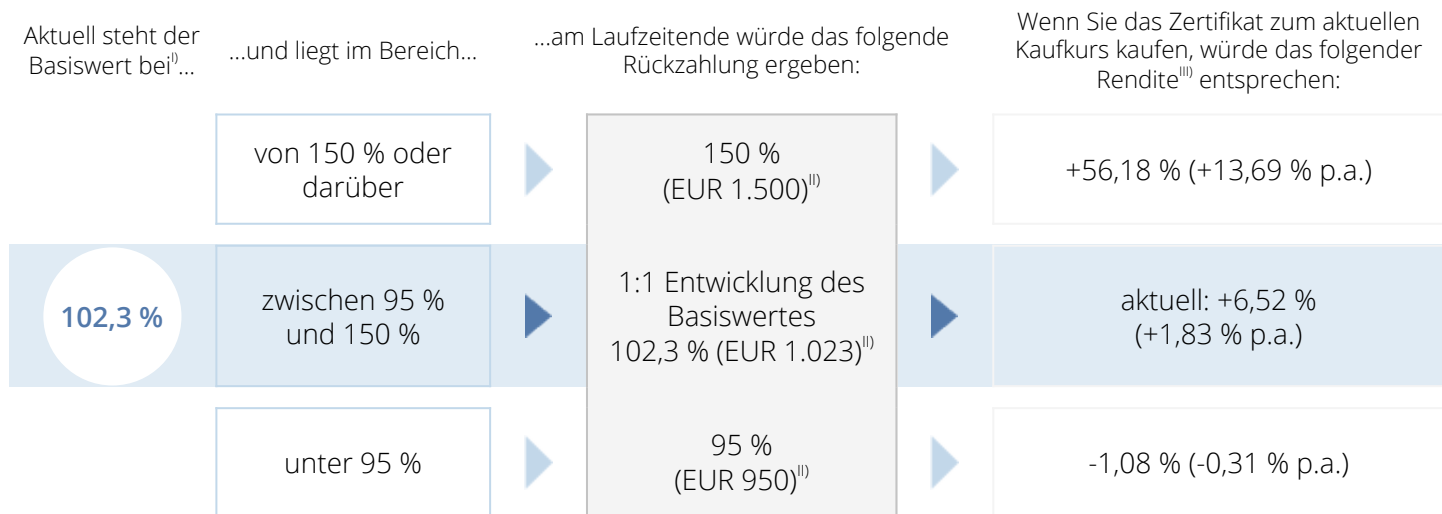 Aktuell steht der
Basiswert bei^I)...
...und liegt im Bereich...
...am Laufzeitende würde das folgende
Rückzahlung ergeben:
Wenn Sie das Zertifikat zum aktuellen
Kaufkurs kaufen, würde das folgender
Rendite^III) entsprechen:
von 150 % oder
darüber
150 %
(EUR 1.500)^II)
+56,18 % (+13,69 % p.a.)
102,3 %
zwischen 95 %
und 150 %
1:1 Entwicklung des
Basiswertes
102,3 % (EUR 1.023)^II)
aktuell: +6,52 %
(+1,83 % p.a.)
unter 95 %
95 %
(EUR 950)^II)
-1,08 % (-0,31 % p.a.)